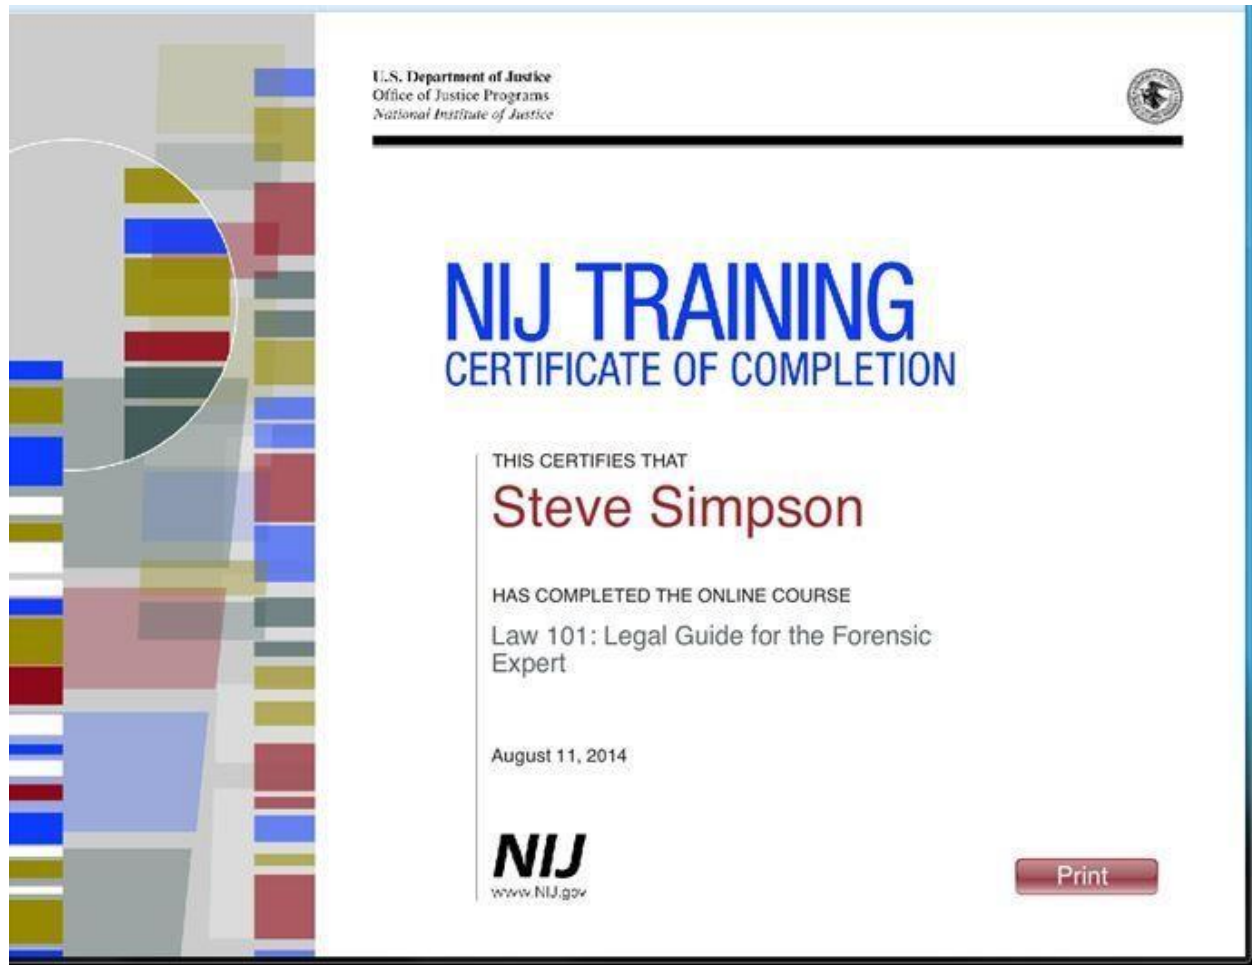 U.S. Department of Justice
Office of Justice Programs
National Institute of Justice
NIJ TRAINING
CERTIFICATE OF COMPLETION
THIS CERTIFIES THAT
Steve Simpson
HAS COMPLETED THE ONLINE COURSE
Law 101: Legal Guide for the Forensic
Expert
August 11, 2014
NIJ
www.NIJ.gov
Print